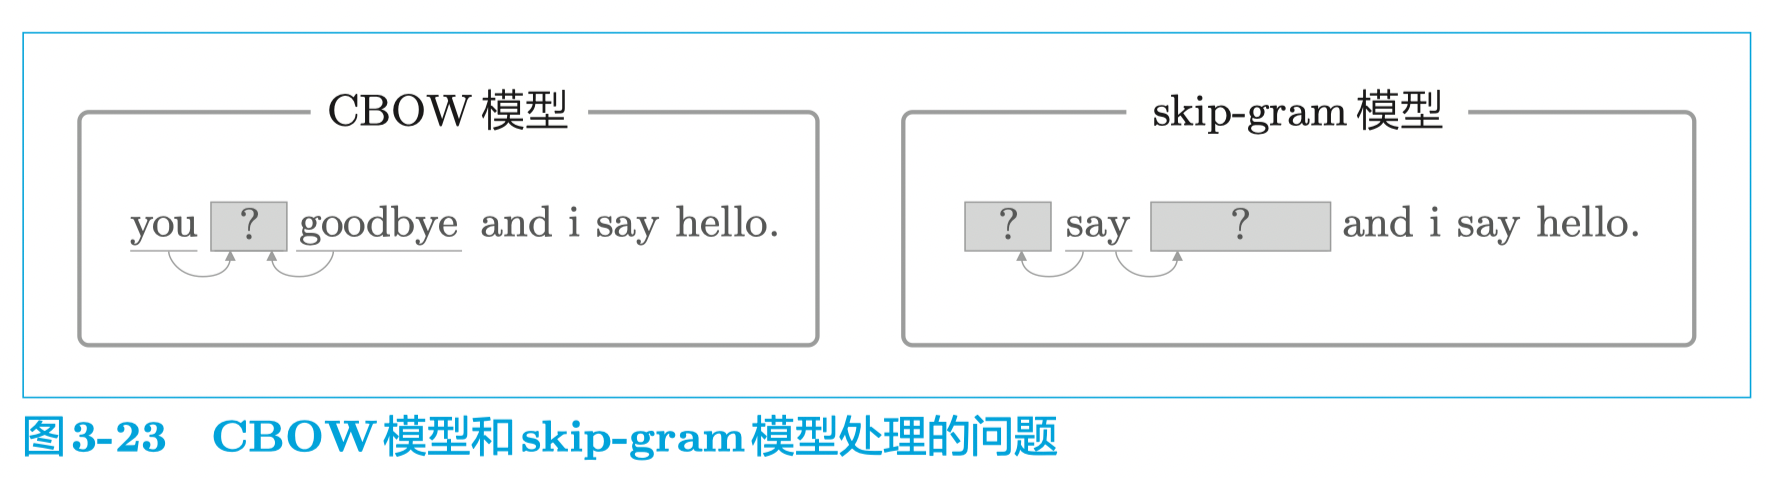 CBOW 模型
you ? goodbye and i say hello.
skip-gram 模型
? say ? and i say hello.
图 3-23 CBOW 模型和 skip-gram 模型处理的问题